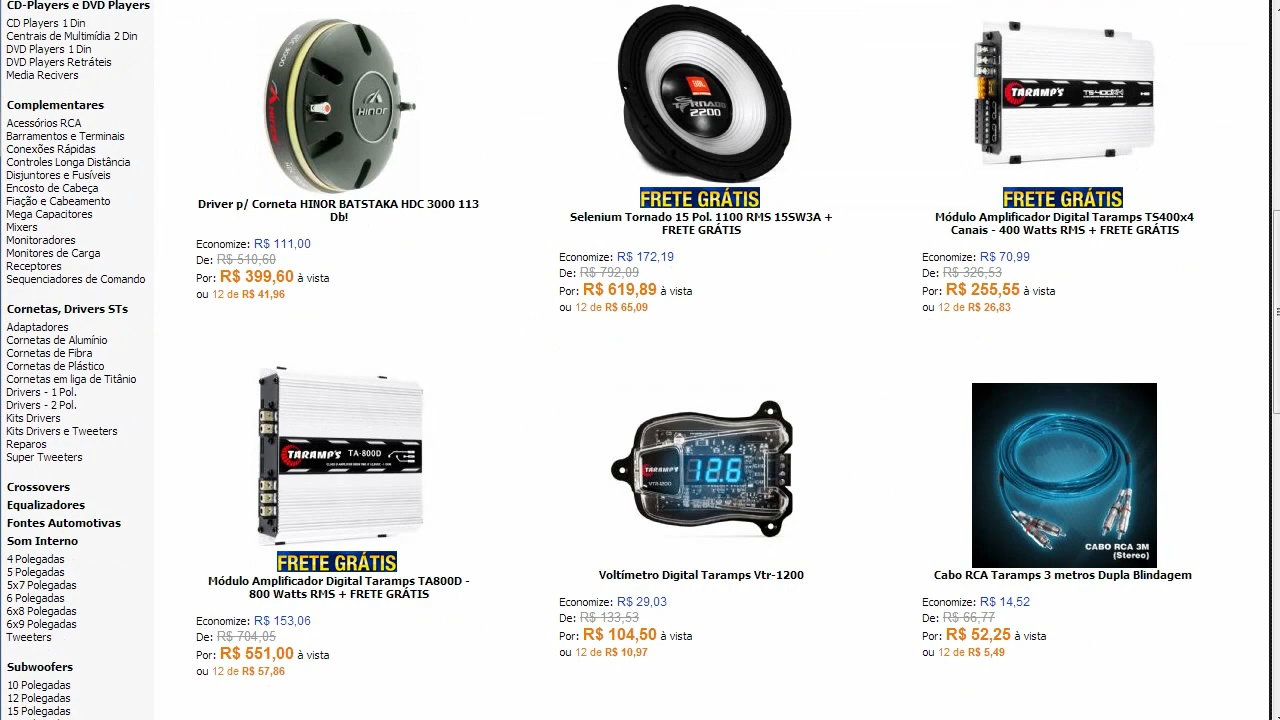 CD-Players e DVD Players
CD Players 1 Din
Centrais de Multimídia 2 Din
DVD Players 1 Din
DVD Players Retráteis
Media Recivers
Complementares
Acessórios RCA
Barramentos e Terminais
Conexões Rápidas
Controles Longa Distância
Disjuntores e Fusíveis
Encosto de Cabeça
Gerenciamento
Mega Capacitores
Mixers
Monitoradores
Monitores de Carga
Receptores
Sequenciadores de Comando
Cornetas, Drivers STs
Adaptadores
Cornetas de Alumínio
Cornetas de Fibra
Cornetas de Plástico
Cornetas em liga de Titânio
Drivers - 1 Pol.
Drivers - 2 Pol.
Kits Drivers
Kits Drivers e Tweeters
Reparos
Super Tweeters
Crossovers
Equalizadores
Fontes Automotivas
Som Interno
4 Polegadas
5 Polegadas
5x7 Polegadas
6 Polegadas
6x8 Polegadas
6x9 Polegadas
Tweeters
Subwoofers
10 Polegadas
12 Polegadas
15 Polegadas
HDC 3000
HINOR
HINOR
Driver p/ Corneta HINOR BATSTAKA HDC 3000 113
Db!
Economize: R$ 111,00
De: R$ 510,60
Por: R$ 399,60 à vista
ou 12 de R$ 41,96
JBL
TORNADO
2200
FRETE GRÁTIS
Selenium Tornado 15 Pol. 1100 RMS 15SW3A +
FRETE GRÁTIS
Economize: R$ 172,19
De: R$ 792,09
Por: R$ 619,89 à vista
ou 12 de R$ 65,09
TARAMP'S TS400X4
FRETE GRÁTIS
Módulo Amplificador Digital Taramps TS400x4
Canais - 400 Watts RMS + FRETE GRÁTIS
Economize: R$ 70,99
De: R$ 326,53
Por: R$ 255,55 à vista
ou 12 de R$ 26,83
TARAMP'S TA-800D
FRETE GRÁTIS
Módulo Amplificador Digital Taramps TA800D -
800 Watts RMS + FRETE GRÁTIS
Economize: R$ 153,06
De: R$ 704,05
Por: R$ 551,00 à vista
ou 12 de R$ 57,86
TARAMP'S
VTR-1200
12.6
Voltímetro Digital Taramps Vtr-1200
Economize: R$ 29,03
De: R$ 133,53
Por: R$ 104,50 à vista
ou 12 de R$ 10,97
CABO RCA 3M
(Stereo)
Cabo RCA Taramps 3 metros Dupla Blindagem
Economize: R$ 14,52
De: R$ 66,77
Por: R$ 52,25 à vista
ou 12 de R$ 5,49